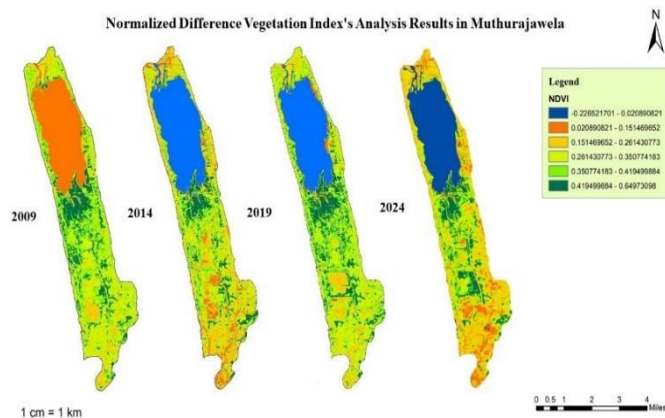 Normalized Difference Vegetation Index's Analysis Results in Muthurajawela
N
Legend
NDVI
-0.226521701 - 0.020890821
0.020890821 - 0.151469652
0.151469652 - 0.261430773
0.261430773 - 0.350774183
0.350774183 - 0.419499884
0.419499884 - 0.64973098
2009
2014
2019
2024
1 cm = 1 km
0 0.5 1 2 3 4
Miles